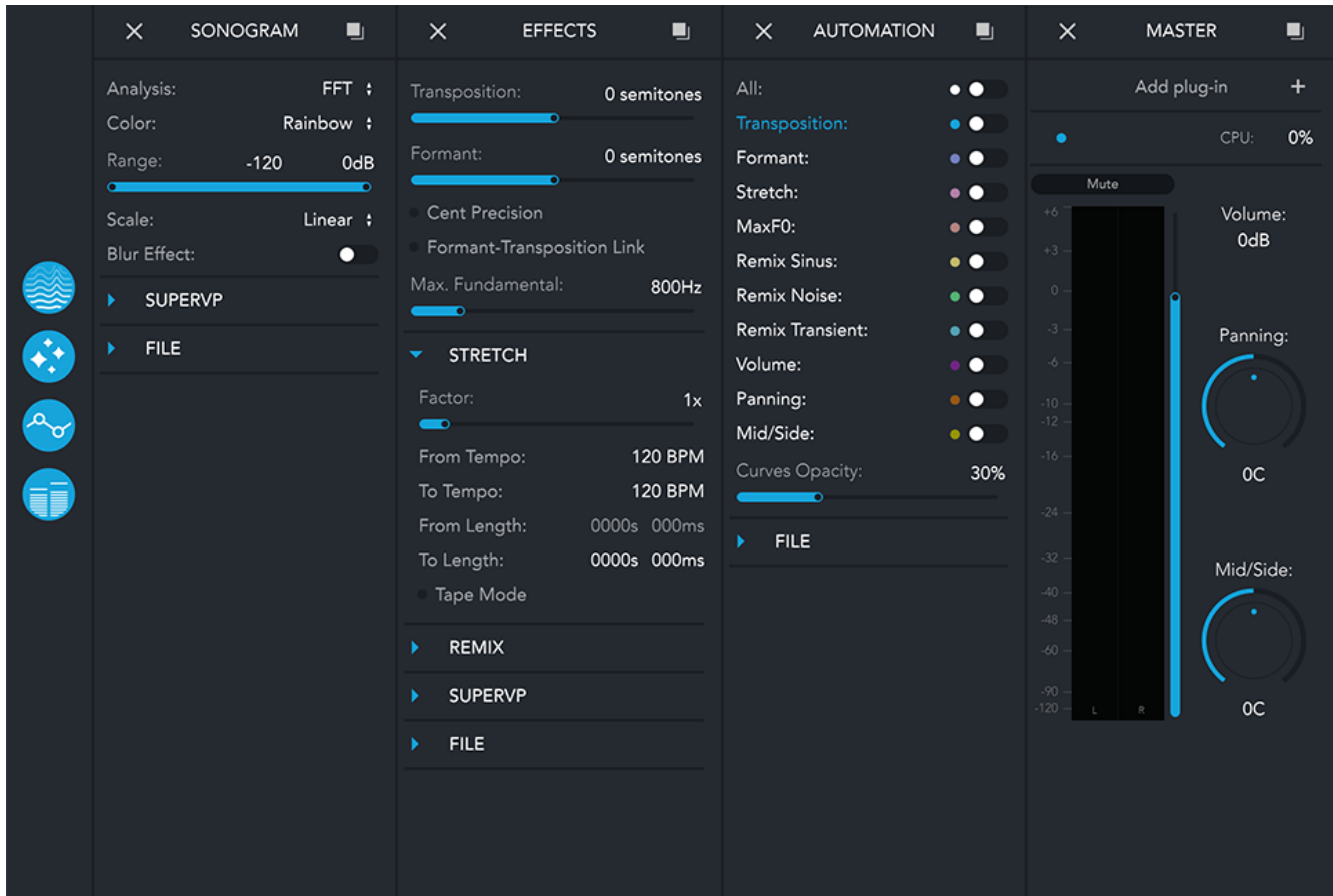 SONOGRAM
Analysis: FFT
Color: Rainbow
Range: -120 0dB
Scale: Linear
Blur Effect:
SUPERVP
FILE
EFFECTS
Transposition: 0 semitones
Formant: 0 semitones
Cent Precision
Formant-Transposition Link
Max. Fundamental: 800Hz
STRETCH
Factor: 1x
From Tempo: 120 BPM
To Tempo: 120 BPM
From Length: 0000s 000ms
To Length: 0000s 000ms
Tape Mode
REMIX
SUPERVP
FILE
AUTOMATION
All:
Transposition:
Formant:
Stretch:
MaxF0:
Remix Sinus:
Remix Noise:
Remix Transient:
Volume:
Panning:
Mid/Side:
Curves Opacity: 30%
FILE
MASTER
Add plug-in +
CPU: 0%
Mute
+6
+3
0
-3
-6
-10
-12
-16
-24
-32
-40
-48
-60
-90
-120
L R
Volume:
0dB
Panning:
0C
Mid/Side:
0C